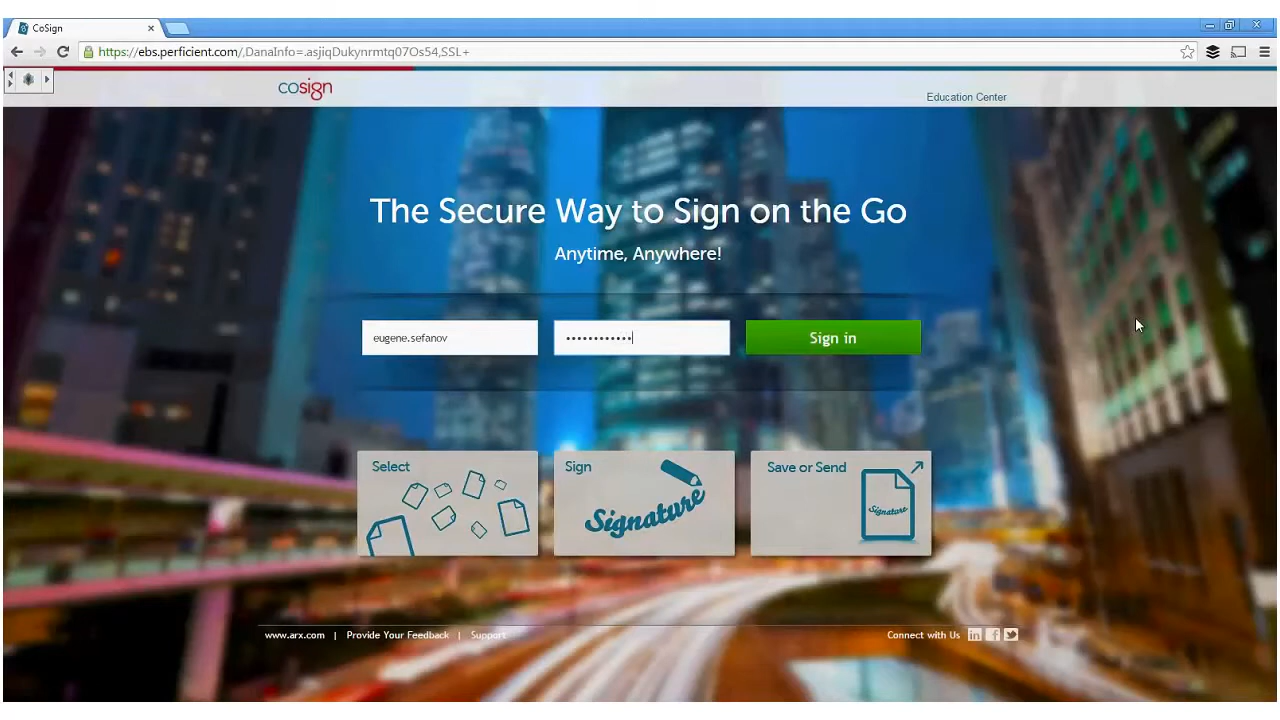 CoSign
https://ebs.perficient.com/,DanaInfo=.asjiqDukynrmtq07Os54,SSL+
cosign
Education Center
The Secure Way to Sign on the Go
Anytime, Anywhere!
eugene.sefanov
Sign in
Select
Sign
Save or Send
Signature
Signature
www.arx.com | Provide Your Feedback | Support
Connect with Us